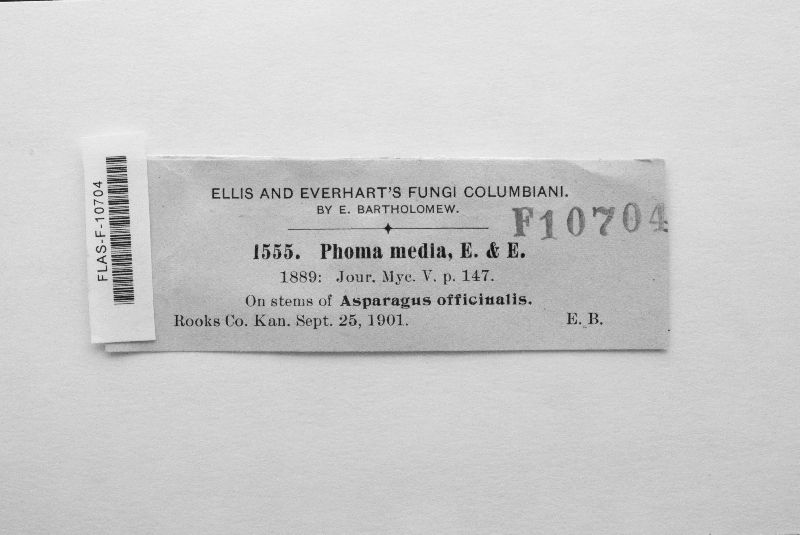 FLAS-F-10704
ELLIS AND EVERHART'S FUNGI COLUMBIANI.
BY E. BARTHOLOMEW.
F10704
1555. Phoma media, E. & E.
1889: Jour. Myc. V. p. 147.
On stems of Asparagus officinalis.
Rooks Co. Kan. Sept. 25, 1901. E. B.